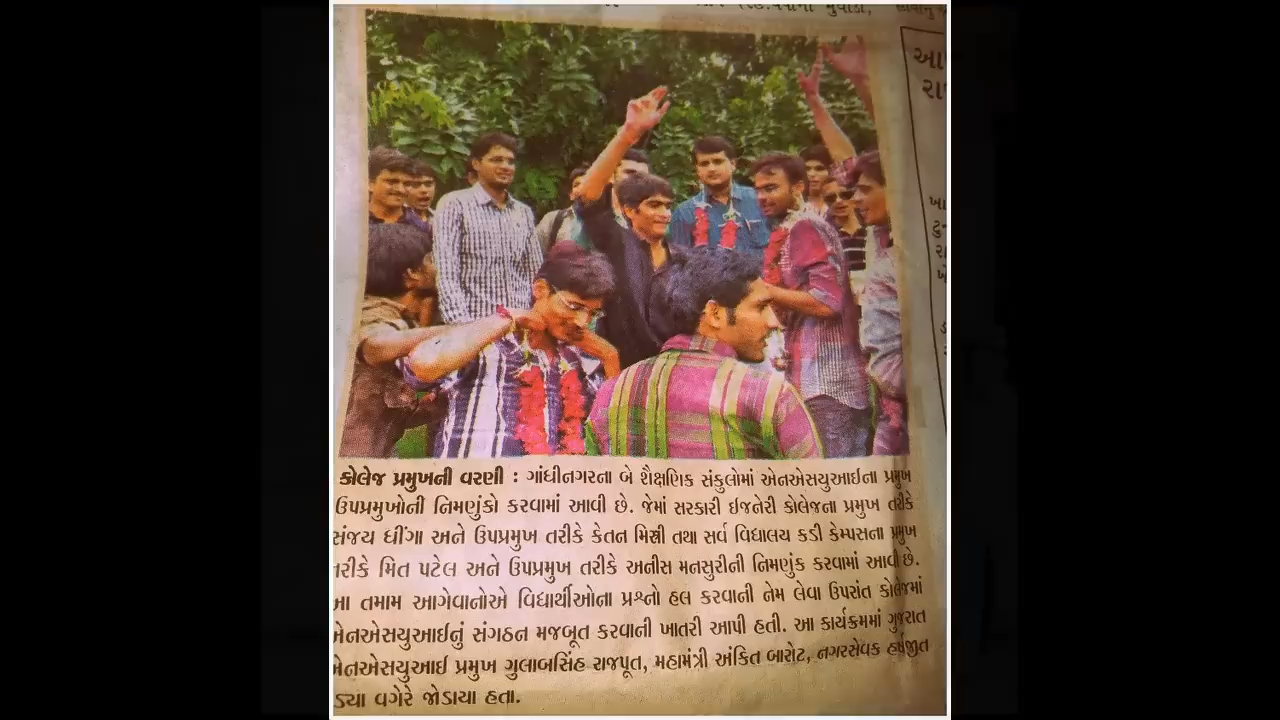 કોલેજ પ્રમુખની વરણી : ગાંધીનગરના બે શૈક્ષણિક સંકુલોમાં એનએસયુઆઈના પ્રમુખ
ઉપપ્રમુખોની નિમણુંકો કરવામાં આવી છે. જેમાં સરકારી ઈજનેરી કોલેજના પ્રમુખ તરીકે
સંજય ધીંગા અને ઉપપ્રમુખ તરીકે કેતન મિસ્ત્રી તથા સર્વ વિદ્યાલય કડી કેમ્પસના પ્રમુખ
તરીકે મિત પટેલ અને ઉપપ્રમુખ તરીકે અનીસ મનસુરીની નિમણુંક કરવામાં આવી છે.
આ તમામ આગેવાનોએ વિદ્યાર્થીઓના પ્રશ્નો હલ કરવાની નેમ લેવા ઉપરાંત કોલેજમાં
એનએસયુઆઈનું સંગઠન મજબૂત કરવાની ખાતરી આપી હતી. આ કાર્યક્રમમાં ગુજરાત
એનએસયુઆઈ પ્રમુખ ગુલાબસિંહ રાજપૂત, મહામંત્રી અંકિત બારોટ, નગરસેવક હર્ષજીત
ડ્યા વગેરે જોડાયા હતા.